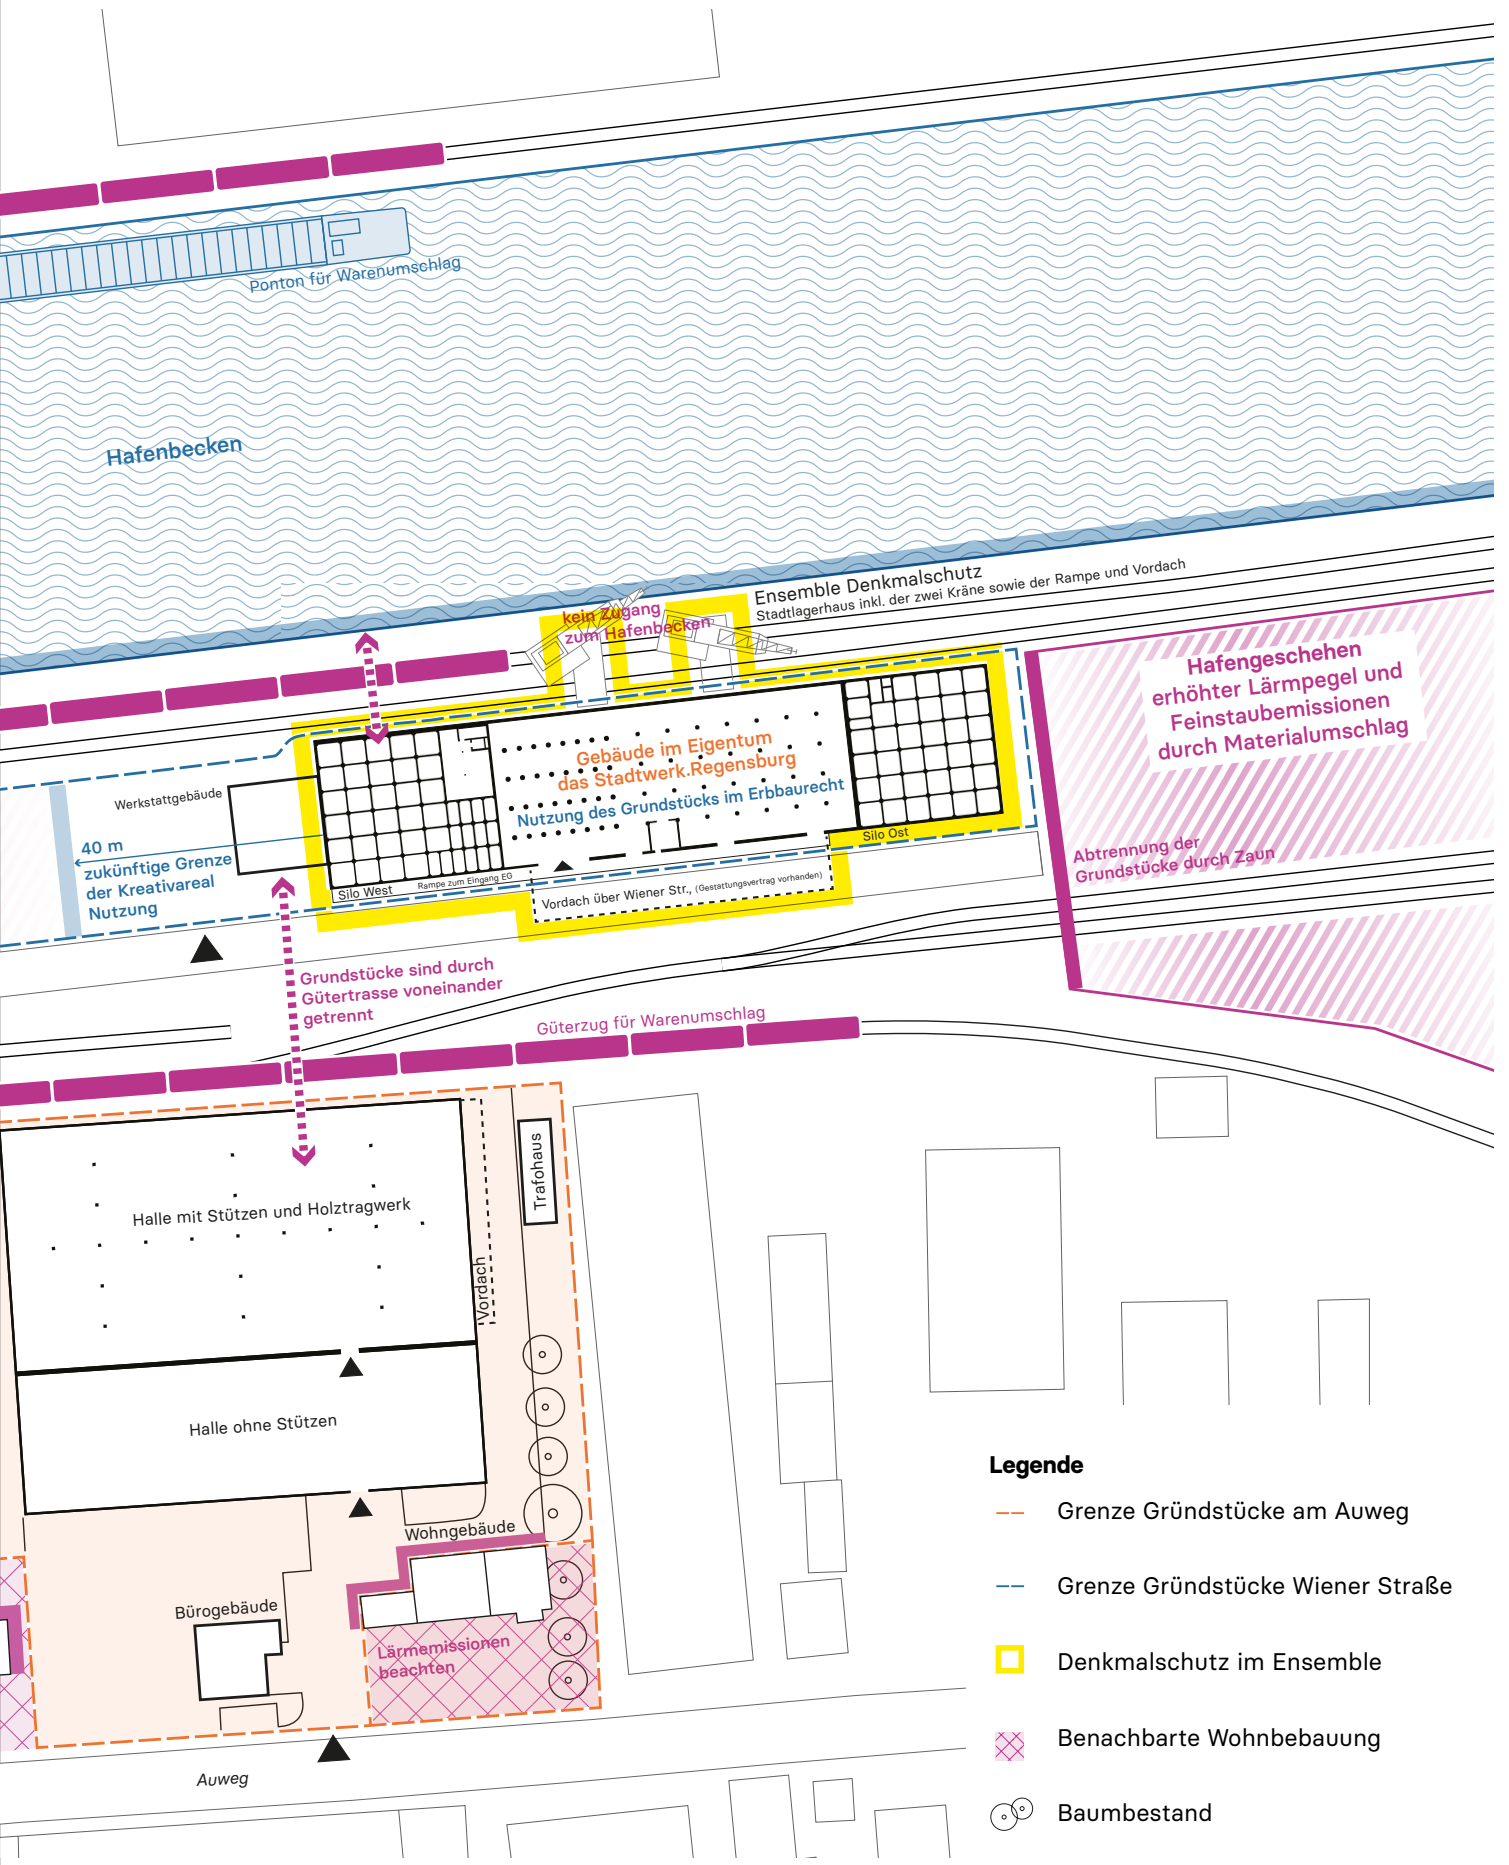 Ponton für Warenumschlag
Hafenbecken
Ensemble Denkmalschutz
Stadtlagerhaus inkl. der zwei Kräne sowie der Rampe und Vordach
kein Zugang
zum Hafenbecken
Hafengeschehen
erhöhter Lärmpegel und
Feinstaubemissionen
durch Materialumschlag
Gebäude im Eigentum
das Stadtwerk.Regensburg
Nutzung des Grundstücks im Erbbaurecht
Werkstattgebäude
40 m
zukünftige Grenze
der Kreativareal
Nutzung
Silo West
Rampe zum Eingang EG
Silo Ost
Vordach über Wiener Str., (Gestattungsvertrag vorhanden)
Abtrennung der
Grundstücke durch Zaun
Grundstücke sind durch
Gütertrasse voneinander
getrennt
Güterzug für Warenumschlag
Trafohaus
Halle mit Stützen und Holztragwerk
Vordach
Halle ohne Stützen
Wohngebäude
Bürogebäude
Lärmemissionen
beachten
Auweg
Legende
Grenze Gründstücke am Auweg
Grenze Gründstücke Wiener Straße
Denkmalschutz im Ensemble
Benachbarte Wohnbebauung
Baumbestand